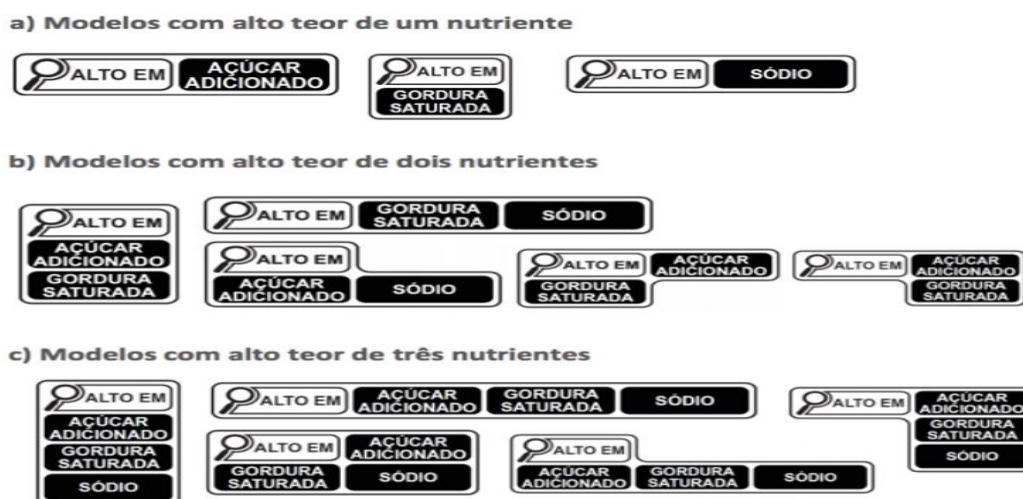 a) Modelos com alto teor de um nutriente
ALTO EM
AÇÚCAR
ADICIONADO
ALTO EM
GORDURA
SATURADA
ALTO EM
SÓDIO
b) Modelos com alto teor de dois nutrientes
ALTO EM
AÇÚCAR
ADICIONADO
GORDURA
SATURADA
ALTO EM
GORDURA
SATURADA
SÓDIO
ALTO EM
AÇÚCAR
ADICIONADO
SÓDIO
ALTO EM
AÇÚCAR
ADICIONADO
GORDURA
SATURADA
ALTO EM
AÇÚCAR
ADICIONADO
GORDURA
SATURADA
c) Modelos com alto teor de três nutrientes
ALTO EM
AÇÚCAR
ADICIONADO
GORDURA
SATURADA
SÓDIO
ALTO EM
AÇÚCAR
ADICIONADO
GORDURA
SATURADA
SÓDIO
ALTO EM
AÇÚCAR
ADICIONADO
GORDURA
SATURADA
SÓDIO
ALTO EM
AÇÚCAR
ADICIONADO
GORDURA
SATURADA
SÓDIO
ALTO EM
AÇÚCAR
ADICIONADO
GORDURA
SATURADA
SÓDIO